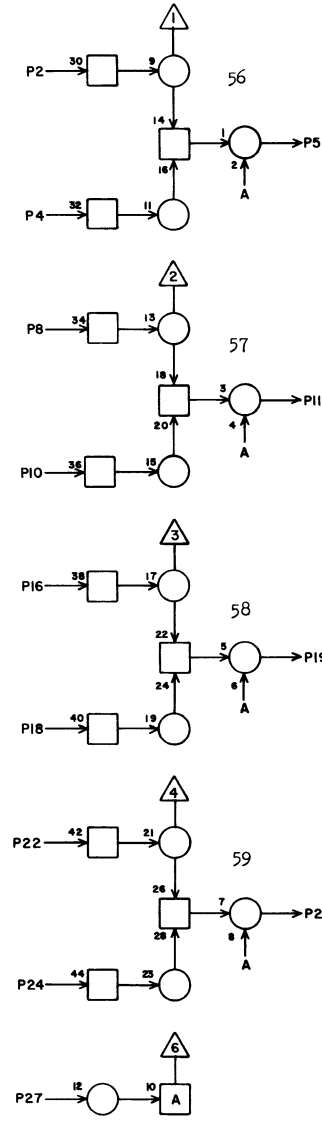 1
P2 30 9 56
14 1 P5
16 2
A
P4 32 11
2
P8 34 13 57
18 3 P11
20 4
A
P10 36 15
3
P16 38 17 58
22 5 P19
24 6
A
P18 40 19
4
P22 42 21 59
26 7 P2
28 8
A
P24 44 23
6
P27 12 10 A